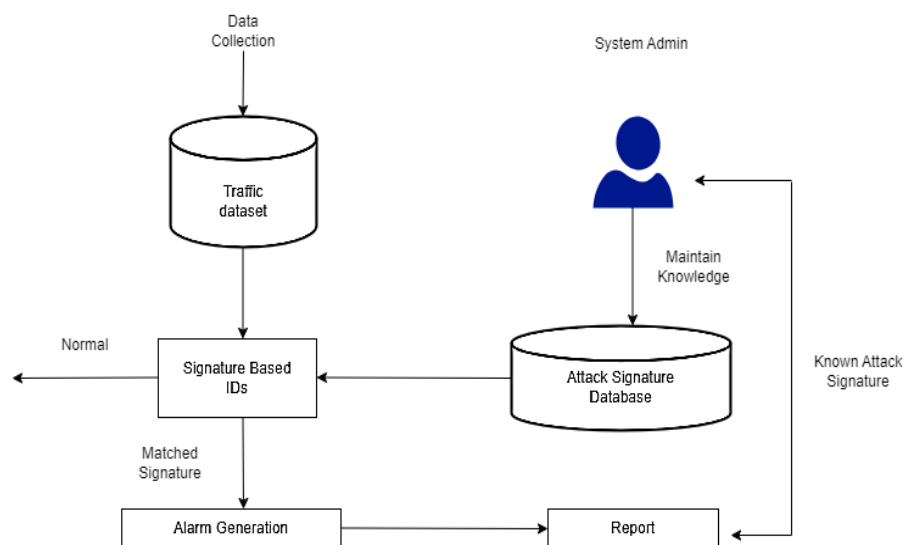 Data
Collection
System Admin
Traffic
dataset
Maintain
Knowledge
Normal
Signature Based
IDs
Attack Signature
Database
Known Attack
Signature
Matched
Signature
Alarm Generation
Report